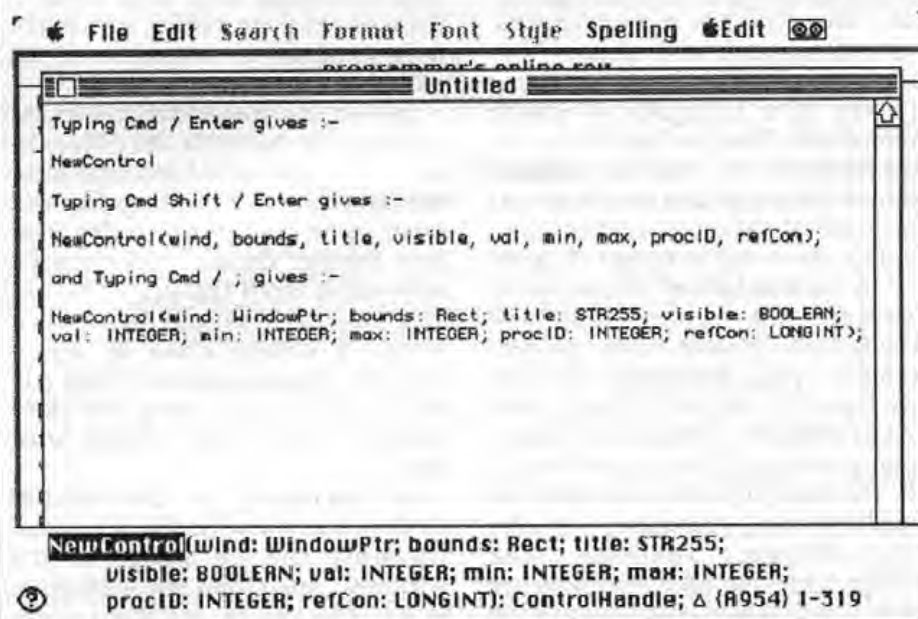 File Edit Search Format Font Style Spelling Edit
programmer's online
Untitled
Typing Cmd / Enter gives :-
NewControl
Typing Cmd Shift / Enter gives :-
NewControl(wind, bounds, title, visible, val, min, max, procID, refCon);
and Typing Cmd / ; gives :-
NewControl(wind: WindowPtr; bounds: Rect; title: STR255; visible: BOOLEAN;
val: INTEGER; min: INTEGER; max: INTEGER; procID: INTEGER; refCon: LONGINT);
NewControl(wind: WindowPtr; bounds: Rect; title: STR255;
visible: BOOLEAN; val: INTEGER; min: INTEGER; max: INTEGER;
? procID: INTEGER; refCon: LONGINT): ControlHandle; Δ (A954) 1-319